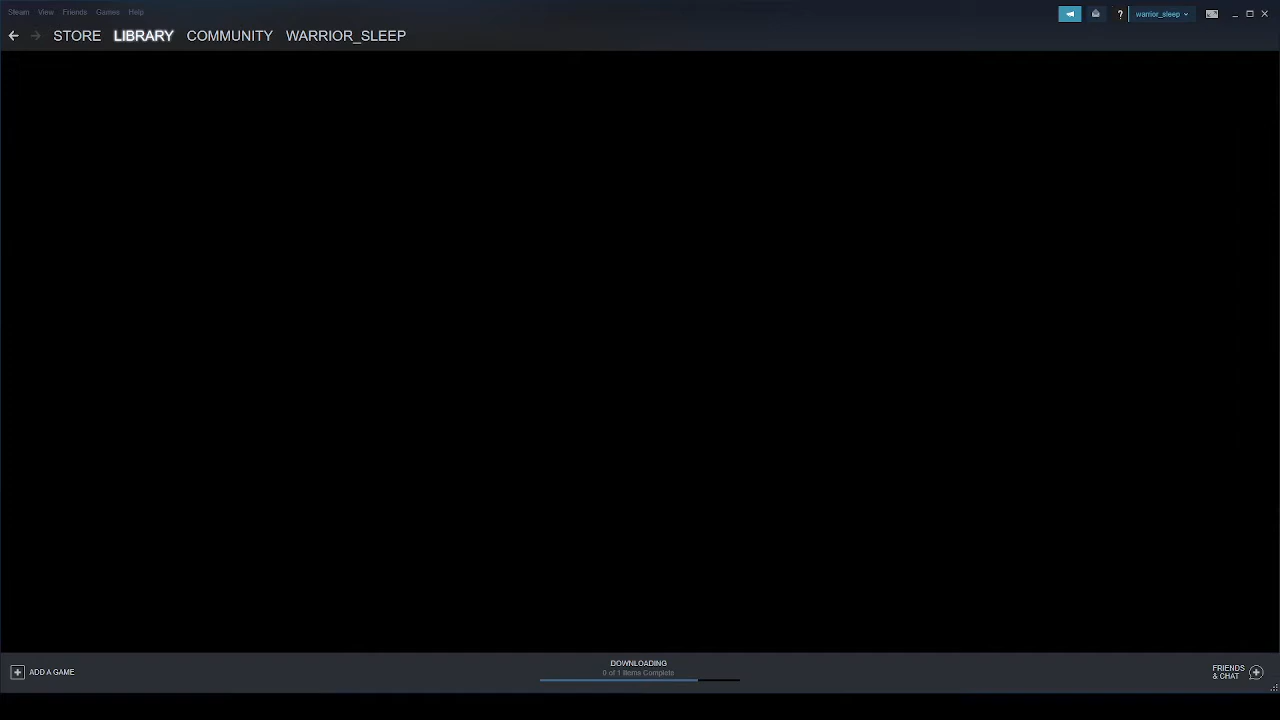 Steam View Friends Games Help
? warrior_sleep
STORE LIBRARY COMMUNITY WARRIOR_SLEEP
DOWNLOADING
0 of 1 Items Complete
ADD A GAME
FRIENDS
& CHAT